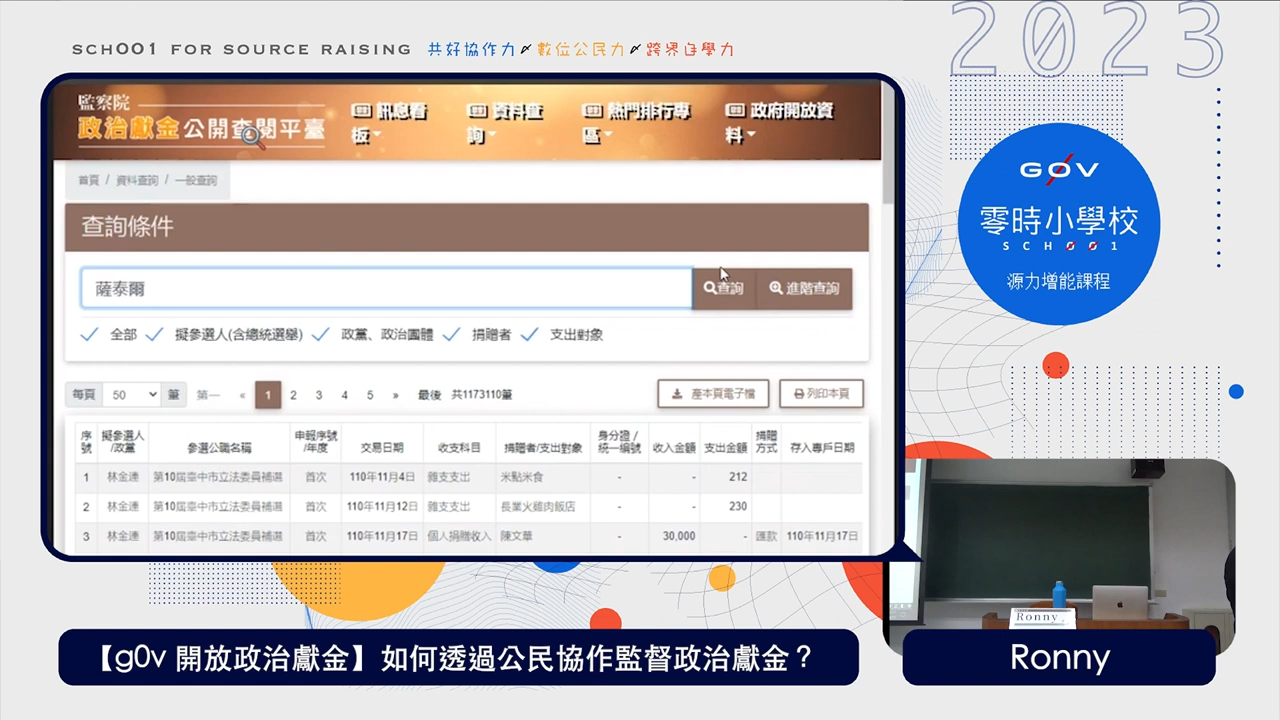 SCHOO1 FOR SOURCE RAISING 共好協作力 數位公民力 跨界自學力
2023
監察院
政治獻金公開查閱平臺
訊息看板
資料查詢
熱門排行專區
政府開放資料
首頁 / 資料查詢 / 一般查詢
查詢條件
薩泰爾
查詢
進階查詢
全部 擬參選人(含總統選舉) 政黨、政治團體 捐贈者 支出對象
每頁 50 筆 第一 « 1 2 3 4 5 » 最後 共1173110筆
產本頁電子檔
列印本頁
序號 擬參選人/政黨 參選公職名稱 申報序號/年度 交易日期 收支科目 捐贈者/支出對象 身分證/統一編號 收入金額 支出金額 捐贈方式 存入專戶日期
1 林金連 第10屆臺中市立法委員補選 首次 110年11月4日 雜支支出 米點米食 - - 212
2 林金連 第10屆臺中市立法委員補選 首次 110年11月12日 雜支支出 長業火雞肉飯店 - - 230
3 林金連 第10屆臺中市立法委員補選 首次 110年11月17日 個人捐贈收入 陳文華 - 30,000 - 匯款 110年11月17日
G0V
零時小學校
SCH001
源力增能課程
Ronny
【g0v 開放政治獻金】如何透過公民協作監督政治獻金？
Ronny